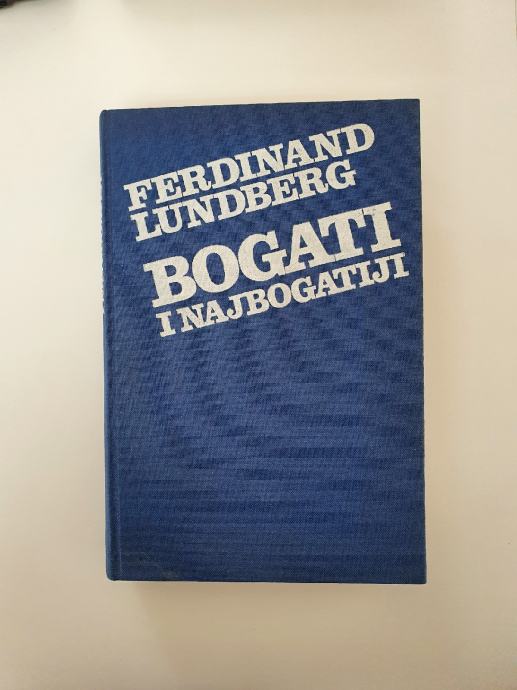 FERDINAND
LUNDBERG
BOGATI
I NAJBOGATIJI